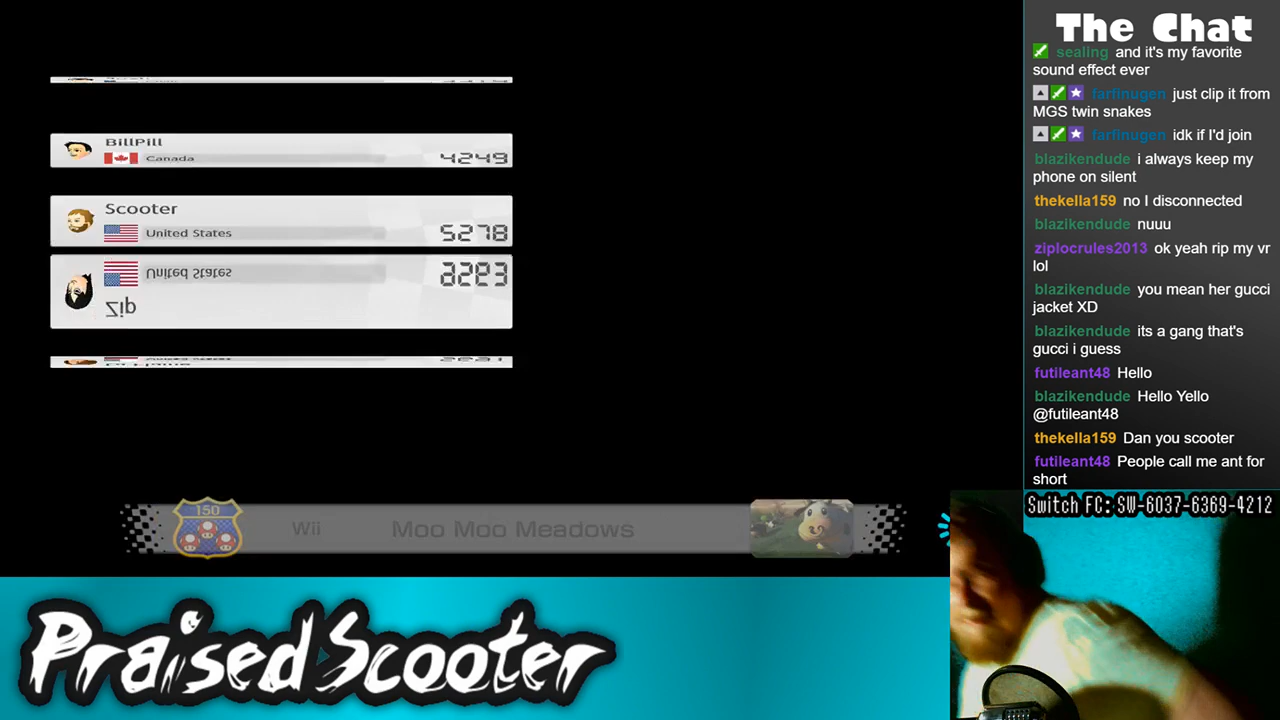 BillPill
Canada 4249
Scooter
United States 5278
United States
Zip
150 Wii Moo Moo Meadows
PraisedScooter
The Chat
sealing and it's my favorite
sound effect ever
farfinugen just clip it from
MGS twin snakes
farfinugen idk if I'd join
blazikendude i always keep my
phone on silent
thekella159 no I disconnected
blazikendude nuuu
ziplocrules2013 ok yeah rip my vr
lol
blazikendude you mean her gucci
jacket XD
blazikendude its a gang that's
gucci i guess
futileant48 Hello
blazikendude Hello Yello
@futileant48
thekella159 Dan you scooter
futileant48 People call me ant for
short
Switch FC: SW-6037-6369-4212